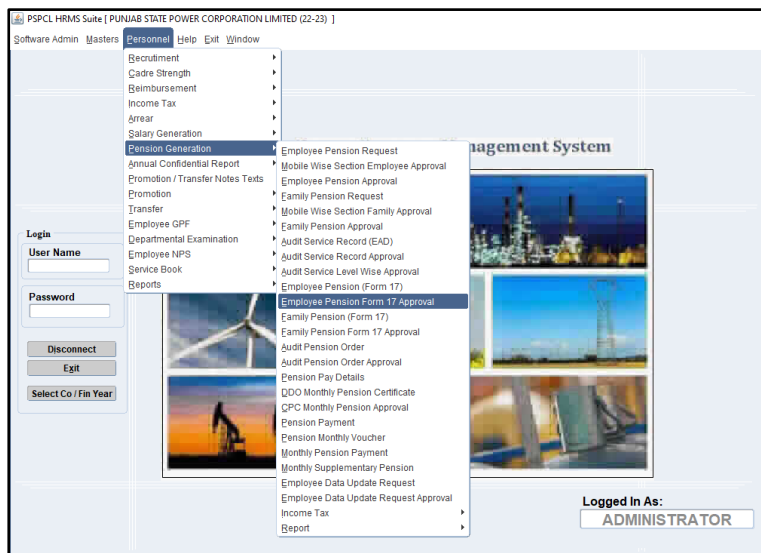 PSPCL HRMS Suite [ PUNJAB STATE POWER CORPORATION LIMITED (22-23) ]
Software Admin Masters Personnel Help Exit Window
Recrutiment
Cadre Strength
Reimbursement
Income Tax
Arrear
Salary Generation
Pension Generation
Annual Confidential Report
Promotion / Transfer Notes Texts
Promotion
Transfer
Employee GPF
Departmental Examination
Employee NPS
Service Book
Reports
Employee Pension Request
Mobile Wise Section Employee Approval
Employee Pension Approval
Family Pension Request
Mobile Wise Section Family Approval
Family Pension Approval
Audit Service Record (EAD)
Audit Service Record Approval
Audit Service Level Wise Approval
Employee Pension (Form 17)
Employee Pension Form 17 Approval
Family Pension (Form 17)
Family Pension Form 17 Approval
Audit Pension Order
Audit Pension Order Approval
Pension Pay Details
DDO Monthly Pension Certificate
CPC Monthly Pension Approval
Pension Payment
Pension Monthly Voucher
Monthly Pension Payment
Monthly Supplementary Pension
Employee Data Update Request
Employee Data Update Request Approval
Income Tax
Report
System
Login
User Name
Password
Disconnect
Exit
Select Co / Fin Year
Logged In As:
ADMINISTRATOR